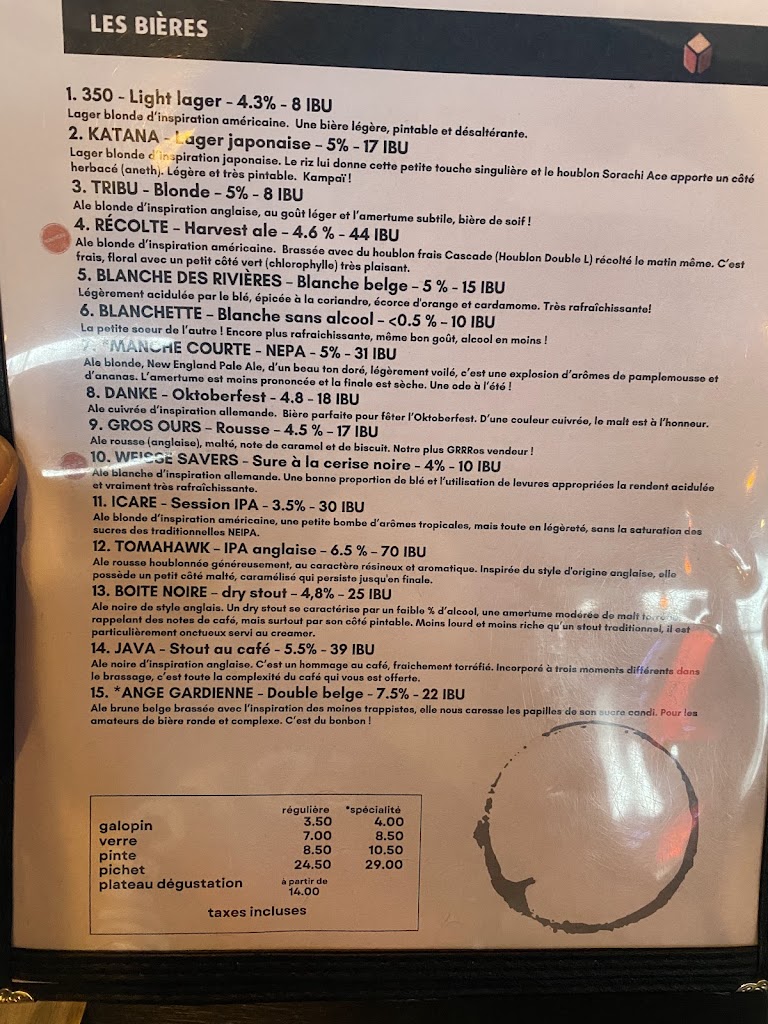 LES BIÈRES
1. 350 - Light lager - 4.3% - 8 IBU
Lager blonde d'inspiration américaine. Une bière légère, pintable et désaltérante.
2. KATANA - Lager japonaise - 5% - 17 IBU
Lager blonde d'inspiration japonaise. Le riz lui donne cette petite touche singulière et le houblon Sorachi Ace apporte un côté
herbacé (aneth). Légère et très pintable. Kampaï !
3. TRIBU - Blonde - 5% - 8 IBU
Ale blonde d'inspiration anglaise, au goût léger et l'amertume subtile, bière de soif !
4. RÉCOLTE - Harvest ale - 4.6 % - 44 IBU
Ale blonde d'inspiration américaine. Brassée avec du houblon frais Cascade (Houblon Double L) récolté le matin même. C'est
frais, floral avec un petit côté vert (chlorophylle) très plaisant.
5. BLANCHE DES RIVIÈRES - Blanche belge - 5 % - 15 IBU
Légèrement acidulée par le blé, épicée à la coriandre, écorce d'orange et cardamome. Très rafraîchissante!
6. BLANCHETTE - Blanche sans alcool - <0.5 % - 10 IBU
La petite soeur de l'autre ! Encore plus rafraichissante, même bon goût, alcool en moins !
7. *MANCHE COURTE - NEPA - 5% - 31 IBU
Ale blonde, New England Pale Ale, d'un beau ton doré, légèrement voilé, c'est une explosion d'arômes de pamplemousse et
d'ananas. L'amertume est moins prononcée et la finale est sèche. Une ode à l'été !
8. DANKE - Oktoberfest - 4.8 - 18 IBU
Ale cuivrée d'inspiration allemande. Bière parfaite pour fêter l'Oktoberfest. D'une couleur cuivrée, le malt est à l'honneur.
9. GROS OURS - Rousse - 4.5 % - 17 IBU
Ale rousse (anglaise), malté, note de caramel et de biscuit. Notre plus GRRRos vendeur !
10. WEISSE SAVERS - Sure à la cerise noire - 4% - 10 IBU
Ale blanche d'inspiration allemande. Une bonne proportion de blé et l'utilisation de levures appropriées la rendent acidulée
et vraiment très rafraîchissante.
11. ICARE - Session IPA - 3.5% - 30 IBU
Ale blonde d'inspiration américaine, une petite bombe d'arômes tropicales, mais toute en légèreté, sans la saturation des
sucres des traditionnelles NEIPA.
12. TOMAHAWK - IPA anglaise - 6.5 % - 70 IBU
Ale rousse houblonnée généreusement, au caractère résineux et aromatique. Inspirée du style d'origine anglaise, elle
possède un petit côté malté, caramélisé qui persiste jusqu'en finale.
13. BOITE NOIRE - dry stout - 4,8% - 25 IBU
Ale noire de style anglais. Un dry stout se caractérise par un faible % d'alcool, une amertume modérée de malt
rappelant des notes de café, mais surtout par son côté pintable. Moins lourd et moins riche qu'un stout traditionnel, il est
particulièrement onctueux servi au creamer.
14. JAVA - Stout au café - 5.5% - 39 IBU
Ale noire d'inspiration anglaise. C'est un hommage au café, fraichement torréfié. Incorporé à trois moments différents dans
le brassage, c'est toute la complexité du café qui vous est offerte.
15. *ANGE GARDIENNE - Double belge - 7.5% - 22 IBU
Ale brune belge brassée avec l'inspiration des moines trappistes, elle nous caresse les papilles de son sucre candi. Pour les
amateurs de bière ronde et complexe. C'est du bonbon !
régulière *spécialité
galopin 3.50 4.00
verre 7.00 8.50
pinte 8.50 10.50
pichet 24.50 29.00
plateau dégustation à partir de
14.00
taxes incluses